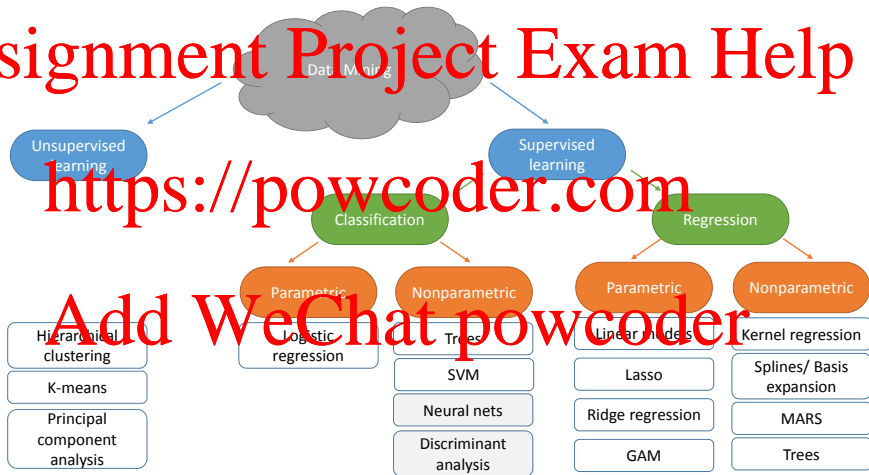 signment Project Exam Help
Data Mining
Unsupervised
learning
Supervised
learning
https://powcoder.com
Classification
Regression
Parametric
Nonparametric
Parametric
Nonparametric
Add WeChat powcoder
Hierarchical
clustering
K-means
Principal
component
analysis
Logistic
regression
Trees
SVM
Neural nets
Discriminant
analysis
Linear models
Lasso
Ridge regression
GAM
Kernel regression
Splines/ Basis
expansion
MARS
Trees